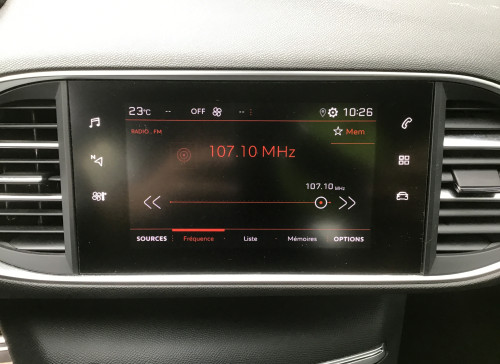 23°C -- OFF -- 10:26
RADIO . FM
Mem
N
107.10 MHz
107.10 MHz
SOURCES Fréquence Liste Mémoires OPTIONS